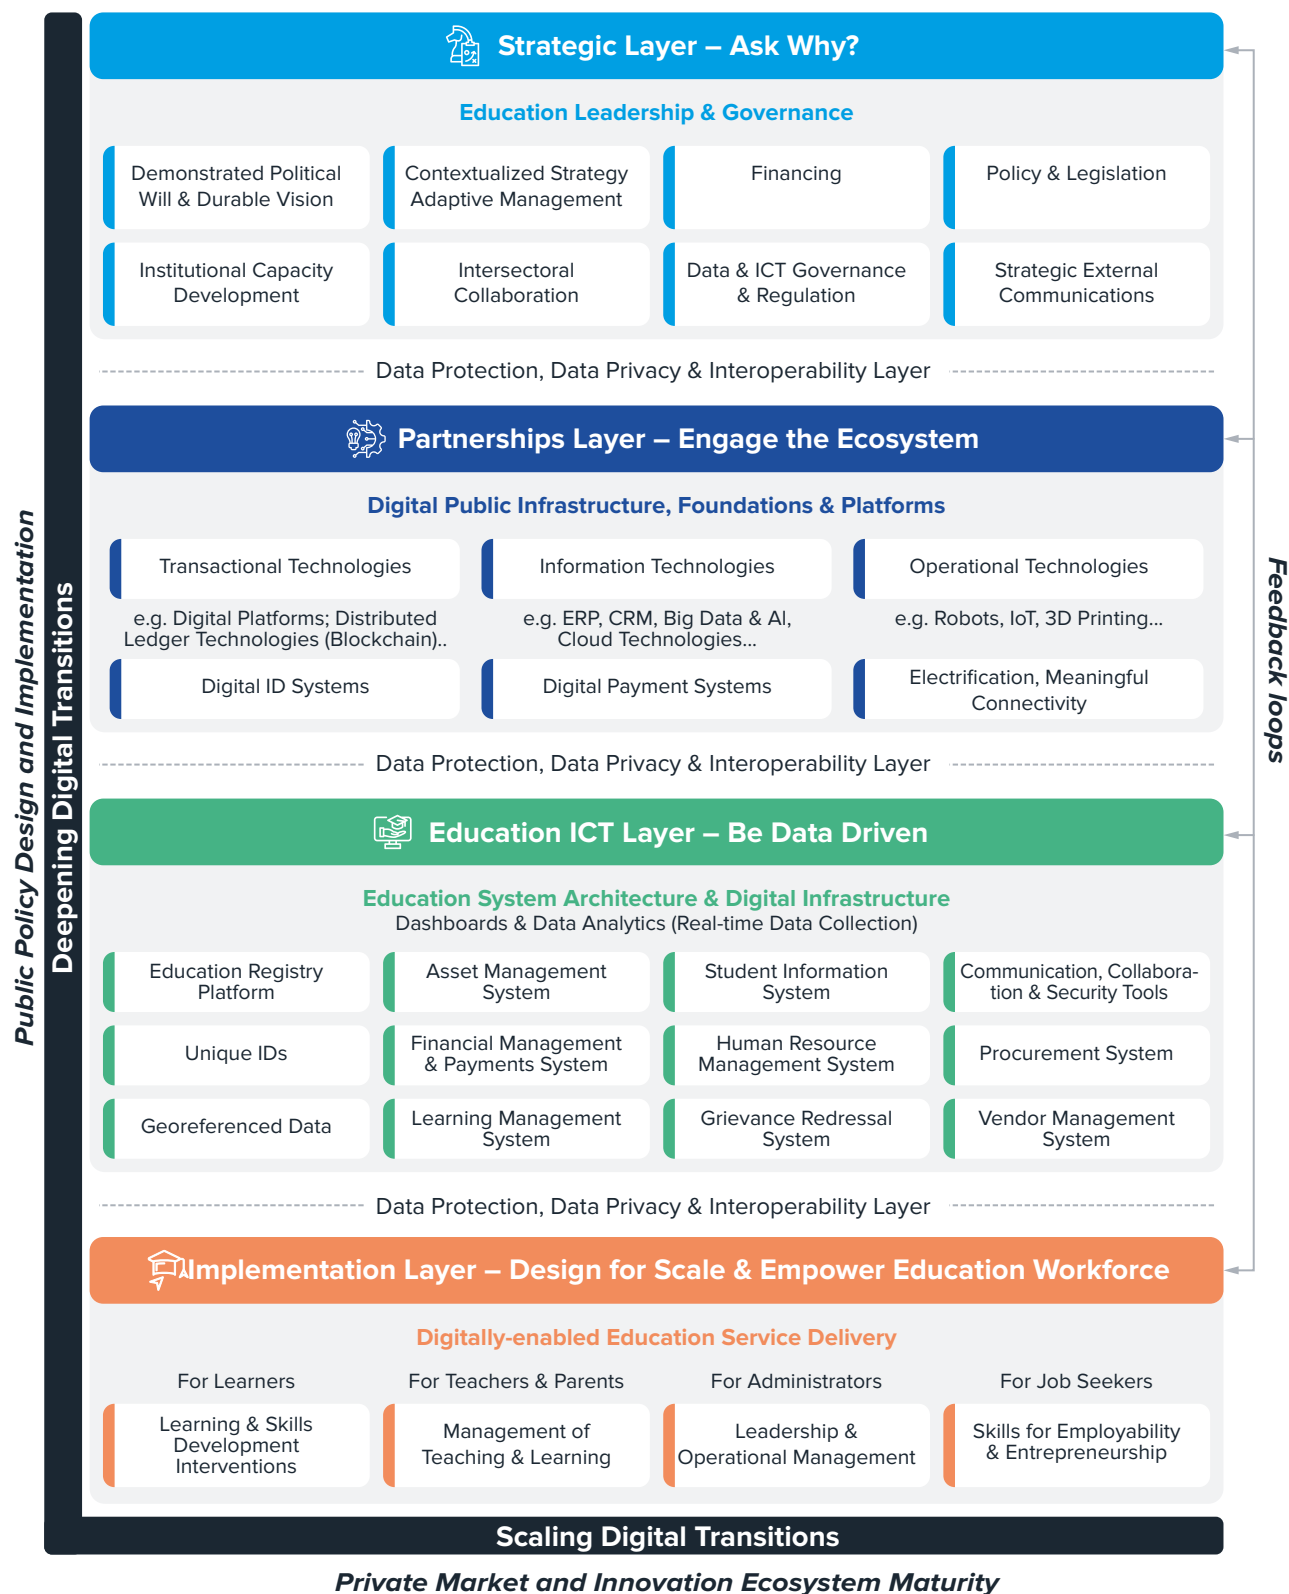 Strategic Layer – Ask Why?
Education Leadership & Governance
Demonstrated Political
Will & Durable Vision
Contextualized Strategy
Adaptive Management
Financing
Policy & Legislation
Institutional Capacity
Development
Intersectoral
Collaboration
Data & ICT Governance
& Regulation
Strategic External
Communications
Data Protection, Data Privacy & Interoperability Layer
Partnerships Layer – Engage the Ecosystem
Digital Public Infrastructure, Foundations & Platforms
Transactional Technologies
e.g. Digital Platforms; Distributed
Ledger Technologies (Blockchain)..
Information Technologies
e.g. ERP, CRM, Big Data & AI,
Cloud Technologies...
Operational Technologies
e.g. Robots, IoT, 3D Printing...
Digital ID Systems
Digital Payment Systems
Electrification, Meaningful
Connectivity
Data Protection, Data Privacy & Interoperability Layer
Education ICT Layer – Be Data Driven
Education System Architecture & Digital Infrastructure
Dashboards & Data Analytics (Real-time Data Collection)
Education Registry
Platform
Asset Management
System
Student Information
System
Communication, Collabora-
tion & Security Tools
Unique IDs
Financial Management
& Payments System
Human Resource
Management System
Procurement System
Georeferenced Data
Learning Management
System
Grievance Redressal
System
Vendor Management
System
Data Protection, Data Privacy & Interoperability Layer
Implementation Layer – Design for Scale & Empower Education Workforce
Digitally-enabled Education Service Delivery
For Learners
Learning & Skills
Development
Interventions
For Teachers & Parents
Management of
Teaching & Learning
For Administrators
Leadership &
Operational Management
For Job Seekers
Skills for Employability
& Entrepreneurship
Public Policy Design and Implementation
Deepening Digital Transitions
Feedback loops
Scaling Digital Transitions
Private Market and Innovation Ecosystem Maturity